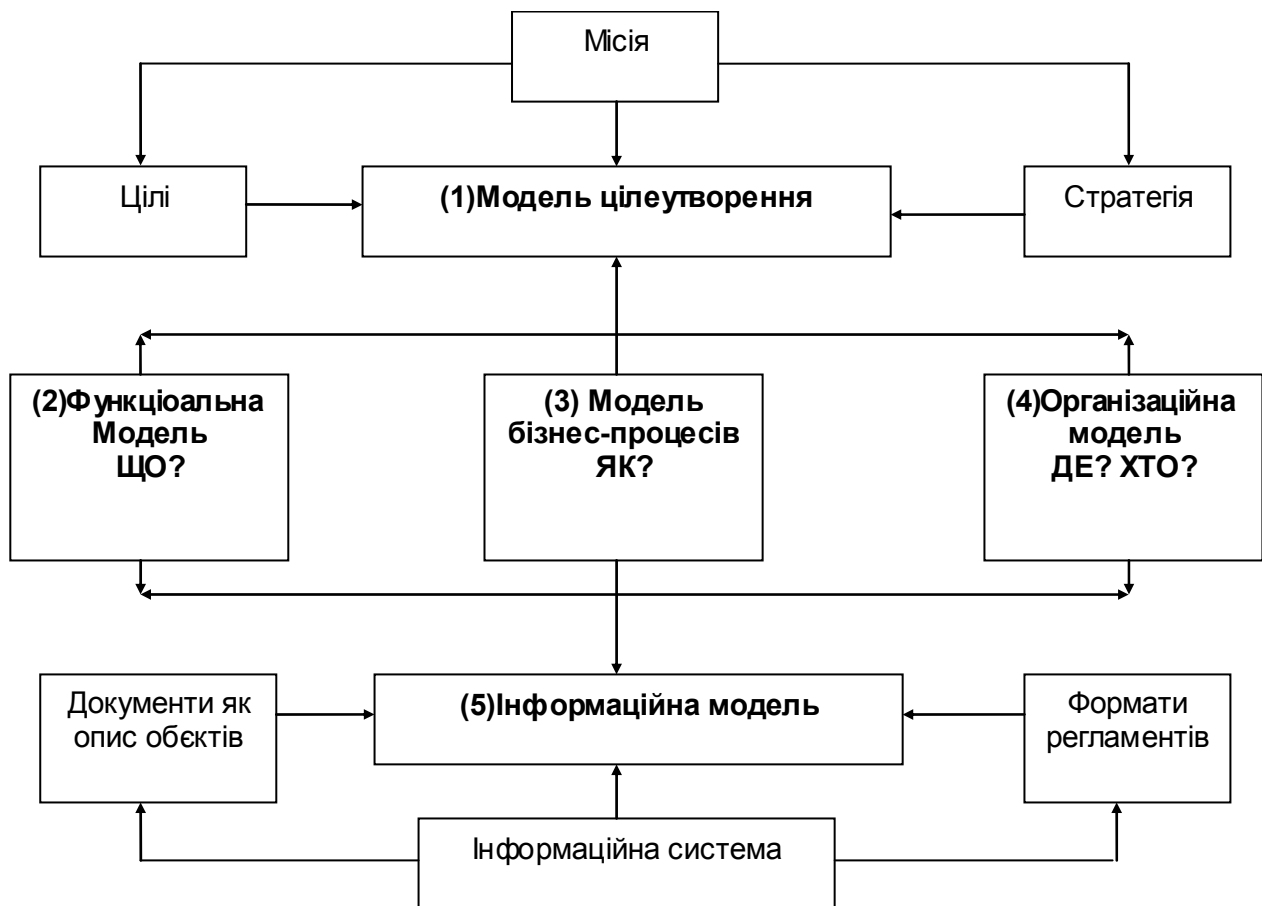 Місія
Цілі
(1)Модель цілеутворення
Стратегія
(2)Функціоальна
Модель
ЩО?
(3) Модель
бізнес-процесів
ЯК?
(4)Організаційна
модель
ДЕ? ХТО?
Документи як
опис обєктів
(5)Інформаційна модель
Формати
регламентів
Інформаційна система